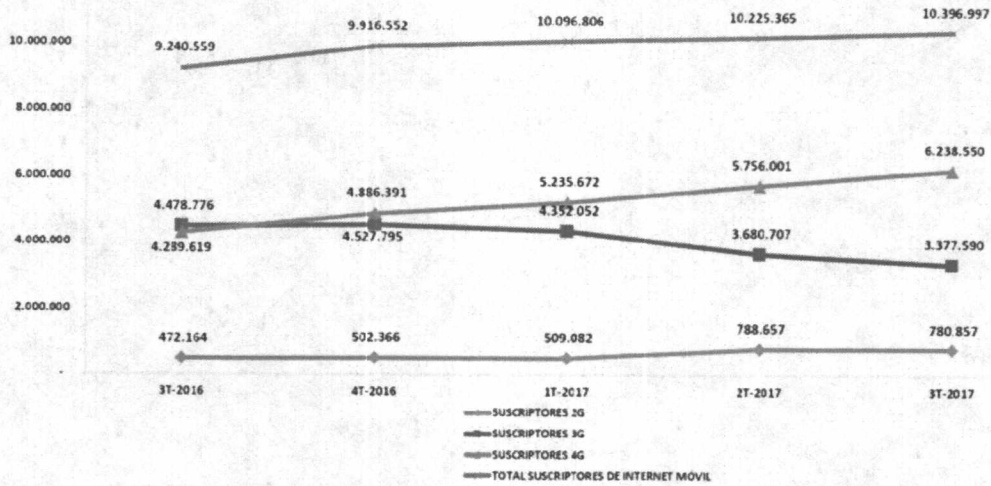 9.240.559 9.916.552 10.096.806 10.225.365 10.396.997
10.000.000
8.000.000
6.000.000
4.478.776 4.886.391 5.235.672 5.756.001 6.238.550
4.000.000
4.289.619 4.527.795 4.352.052 3.680.707 3.377.590
2.000.000
472.164 502.366 509.082 788.657 780.857
-
3T-2016 4T-2016 1T-2017 2T-2017 3T-2017
SUSCRIPTORES 2G
SUSCRIPTORES 3G
SUSCRIPTORES 4G
TOTAL SUSCRIPTORES DE INTERNET MÓVIL